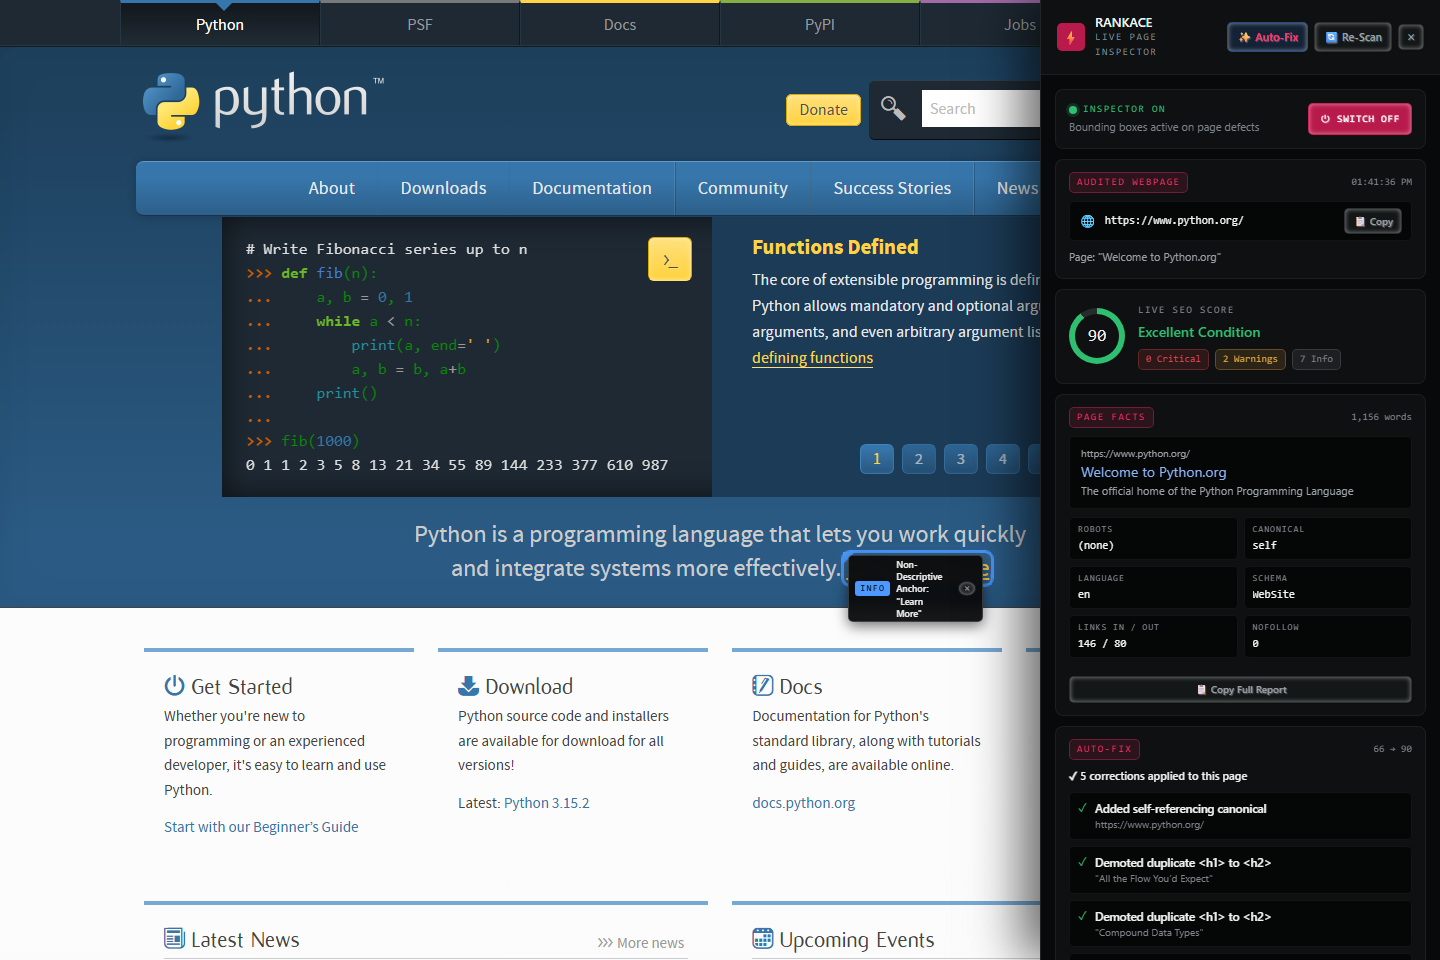 Python
PSF
Docs
PyPI
Jobs
python™
Donate
Search
About
Downloads
Documentation
Community
Success Stories
News
# Write Fibonacci series up to n
>>> def fib(n):
...     a, b = 0, 1
...     while a < n:
...         print(a, end=' ')
...         a, b = b, a+b
...     print()
...
>>> fib(1000)
0 1 1 2 3 5 8 13 21 34 55 89 144 233 377 610 987
>_
Functions Defined
The core of extensible programming is
Python allows mandatory and optional
arguments, and even arbitrary argument
defining functions
1
2
3
4
Python is a programming language that lets you work quickly
and integrate systems more effectively.
INFO
Non-
Descriptive
Anchor:
"Learn
More"
×
Get Started
Whether you're new to
programming or an experienced
developer, it's easy to learn and use
Python.
Start with our Beginner's Guide
Download
Python source code and installers
are available for download for all
versions!
Latest: Python 3.15.2
Docs
Documentation for Python's
standard library, along with tutorials
and guides, are available online.
docs.python.org
Latest News
>>> More news
Upcoming Events
RANKACE
LIVE PAGE
INSPECTOR
Auto-Fix
Re-Scan
×
INSPECTOR ON
Bounding boxes active on page defects
SWITCH OFF
AUDITED WEBPAGE
01:41:36 PM
https://www.python.org/
Copy
Page: "Welcome to Python.org"
90
LIVE SEO SCORE
Excellent Condition
0 Critical
2 Warnings
7 Info
PAGE FACTS
1,156 words
https://www.python.org/
Welcome to Python.org
The official home of the Python Programming Language
ROBOTS
(none)
CANONICAL
self
LANGUAGE
en
SCHEMA
WebSite
LINKS IN / OUT
146 / 80
NOFOLLOW
0
Copy Full Report
AUTO-FIX
66 → 90
✓ 5 corrections applied to this page
✓ Added self-referencing canonical
https://www.python.org/
✓ Demoted duplicate <h1> to <h2>
"All the Flow You'd Expect"
✓ Demoted duplicate <h1> to <h2>
"Compound Data Types"